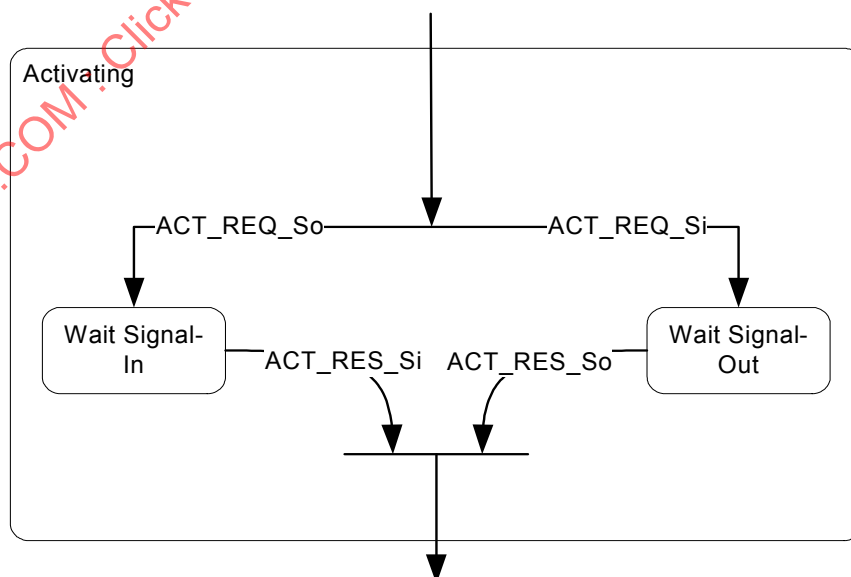 .COM : Click
Activating
ACT_REQ_So
ACT_REQ_Si
Wait Signal-
In
Wait Signal-
Out
ACT_RES_Si
ACT_RES_So